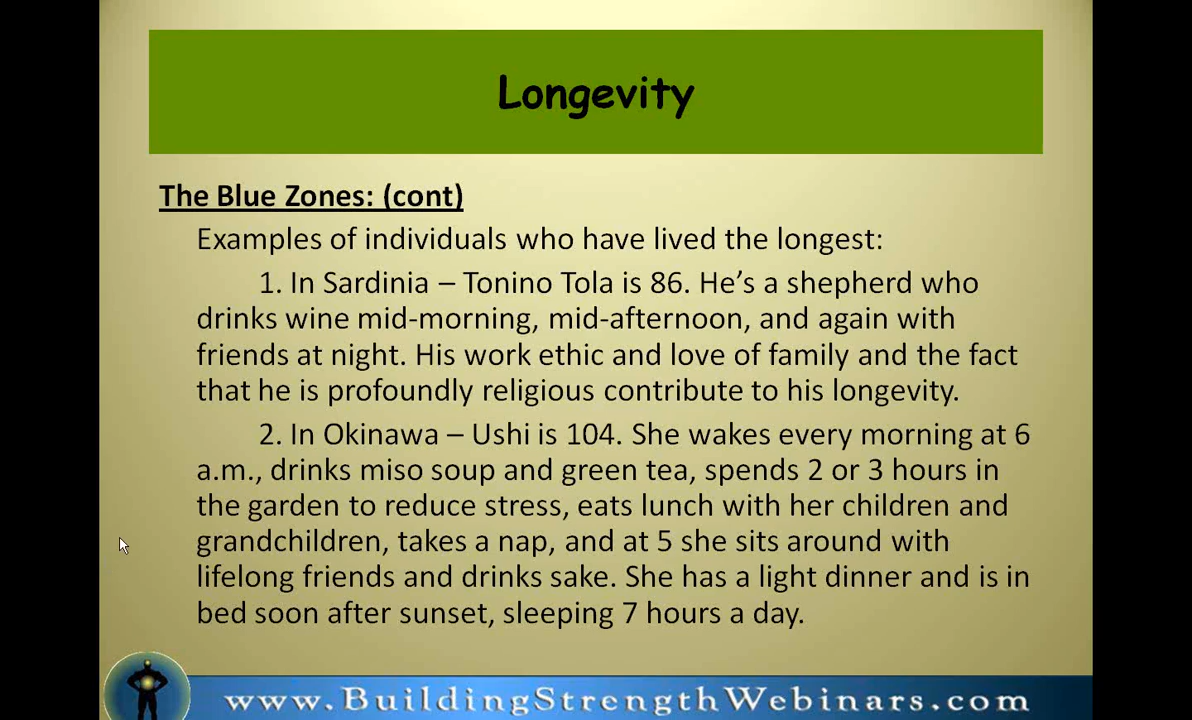 Longevity
The Blue Zones: (cont)
Examples of individuals who have lived the longest:
1. In Sardinia – Tonino Tola is 86. He’s a shepherd who
drinks wine mid-morning, mid-afternoon, and again with
friends at night. His work ethic and love of family and the fact
that he is profoundly religious contribute to his longevity.
2. In Okinawa – Ushi is 104. She wakes every morning at 6
a.m., drinks miso soup and green tea, spends 2 or 3 hours in
the garden to reduce stress, eats lunch with her children and
grandchildren, takes a nap, and at 5 she sits around with
lifelong friends and drinks sake. She has a light dinner and is in
bed soon after sunset, sleeping 7 hours a day.
www.BuildingStrengthWebinars.com